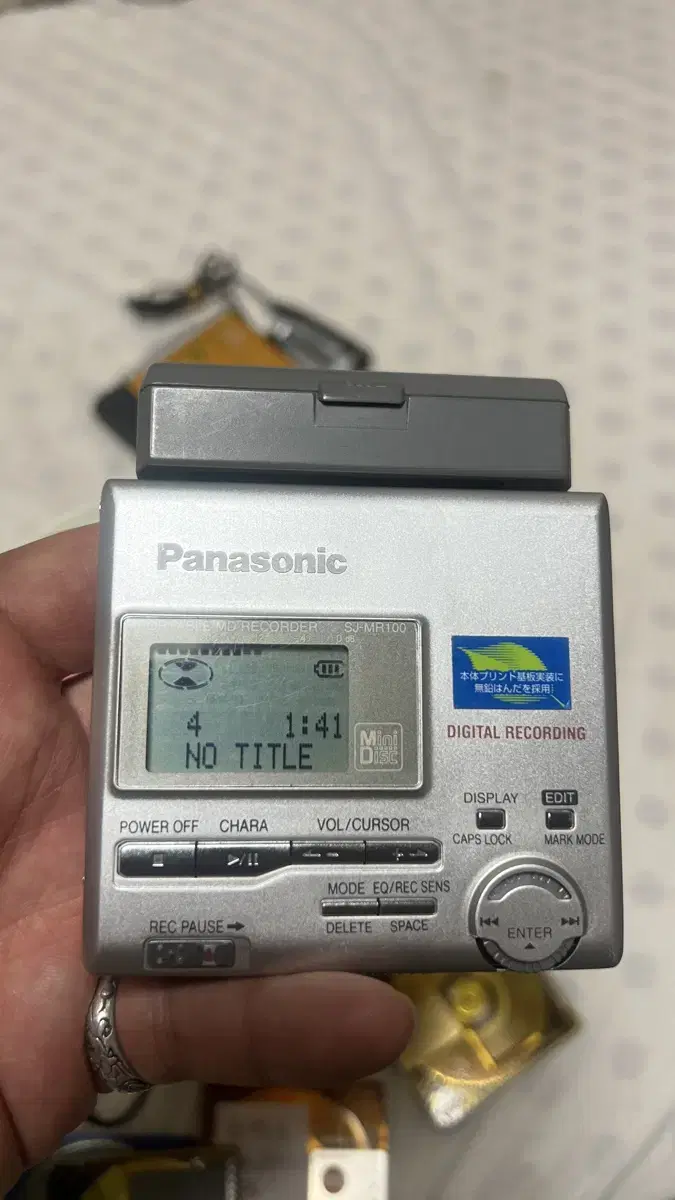 Panasonic
MD RECORDER SJ-MR100
4 1:41
NO TITLE
Mini
Disc
本体プリント基板実装に
無鉛はんだを採用!
DIGITAL RECORDING
DISPLAY EDIT
CAPS LOCK MARK MODE
POWER OFF CHARA VOL/CURSOR
MODE EQ/REC SENS
DELETE SPACE
REC PAUSE
ENTER